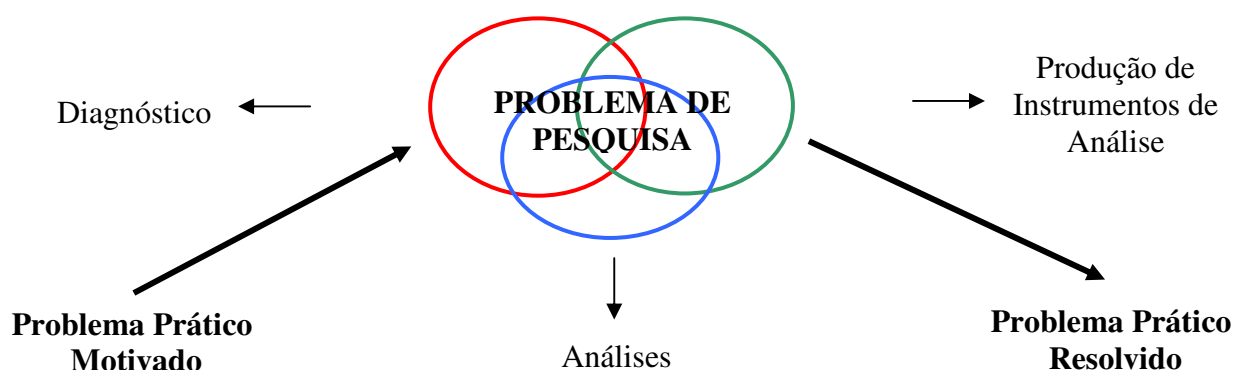 PROBLEMA DE
PESQUISA
Diagnóstico
Produção de
Instrumentos de
Análise
Problema Prático
Motivado
Análises
Problema Prático
Resolvido